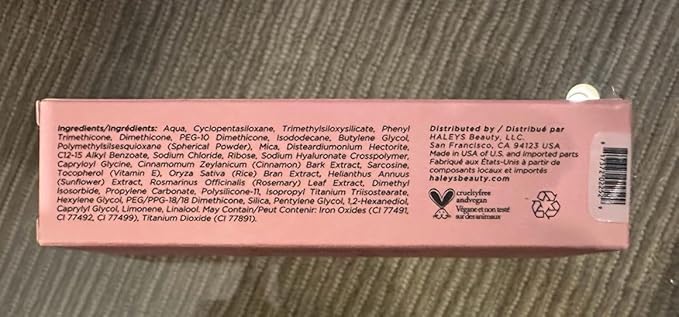 Ingredients/Ingrédients: Aqua, Cyclopentasiloxane, Trimethylsiloxysilicate, Phenyl
Trimethicone, Dimethicone, PEG-10 Dimethicone, Isododecane, Butylene Glycol,
Polymethylsilsesquioxane (Spherical Powder), Mica, Disteardiumonium Hectorite,
C12-15 Alkyl Benzoate, Sodium Chloride, Ribose, Sodium Hyaluronate Crosspolymer,
Capryloyl Glycine, Cinnamomum Zeylanicum (Cinnamon) Bark Extract, Sarcosine,
Tocopherol (Vitamin E), Oryza Sativa (Rice) Bran Extract, Helianthus Annuus
(Sunflower) Extract, Rosmarinus Officinalis (Rosemary) Leaf Extract, Dimethyl
Isosorbide, Propylene Carbonate, Polysilicone-11, Isopropyl Titanium Triisostearate,
Hexylene Glycol, PEG/PPG-18/18 Dimethicone, Silica, Pentylene Glycol, 1,2-Hexanediol,
Caprylyl Glycol, Limonene, Linalool. May Contain/Peut Contenir: Iron Oxides (CI 77491,
CI 77492, CI 77499), Titanium Dioxide (CI 77891).
Distributed by / Distribué par
HALEYS Beauty, LLC.
San Francisco, CA 94123 USA
Made in USA of U.S. and imported parts
Fabriqué aux États-Unis à partir de
composants locaux et importés
haleysbeauty.com
crueltyfree
andvegan
Végane et non testé
sur des animaux